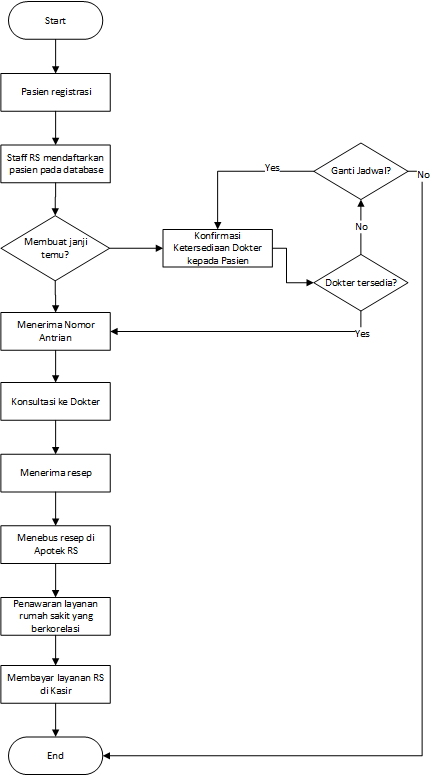 Start
Pasien registrasi
Staff RS mendaftarkan
pasien pada database
Yes
Ganti Jadwal?
No
Membuat janji
temu?
Konfirmasi
Ketersediaan Dokter
kepada Pasien
No
Dokter tersedia?
Yes
Menerima Nomor
Antrian
Konsultasi ke Dokter
Menerima resep
Menebus resep di
Apotek RS
Penawaran layanan
rumah sakit yang
berkorelasi
Membayar layanan RS
di Kasir
End